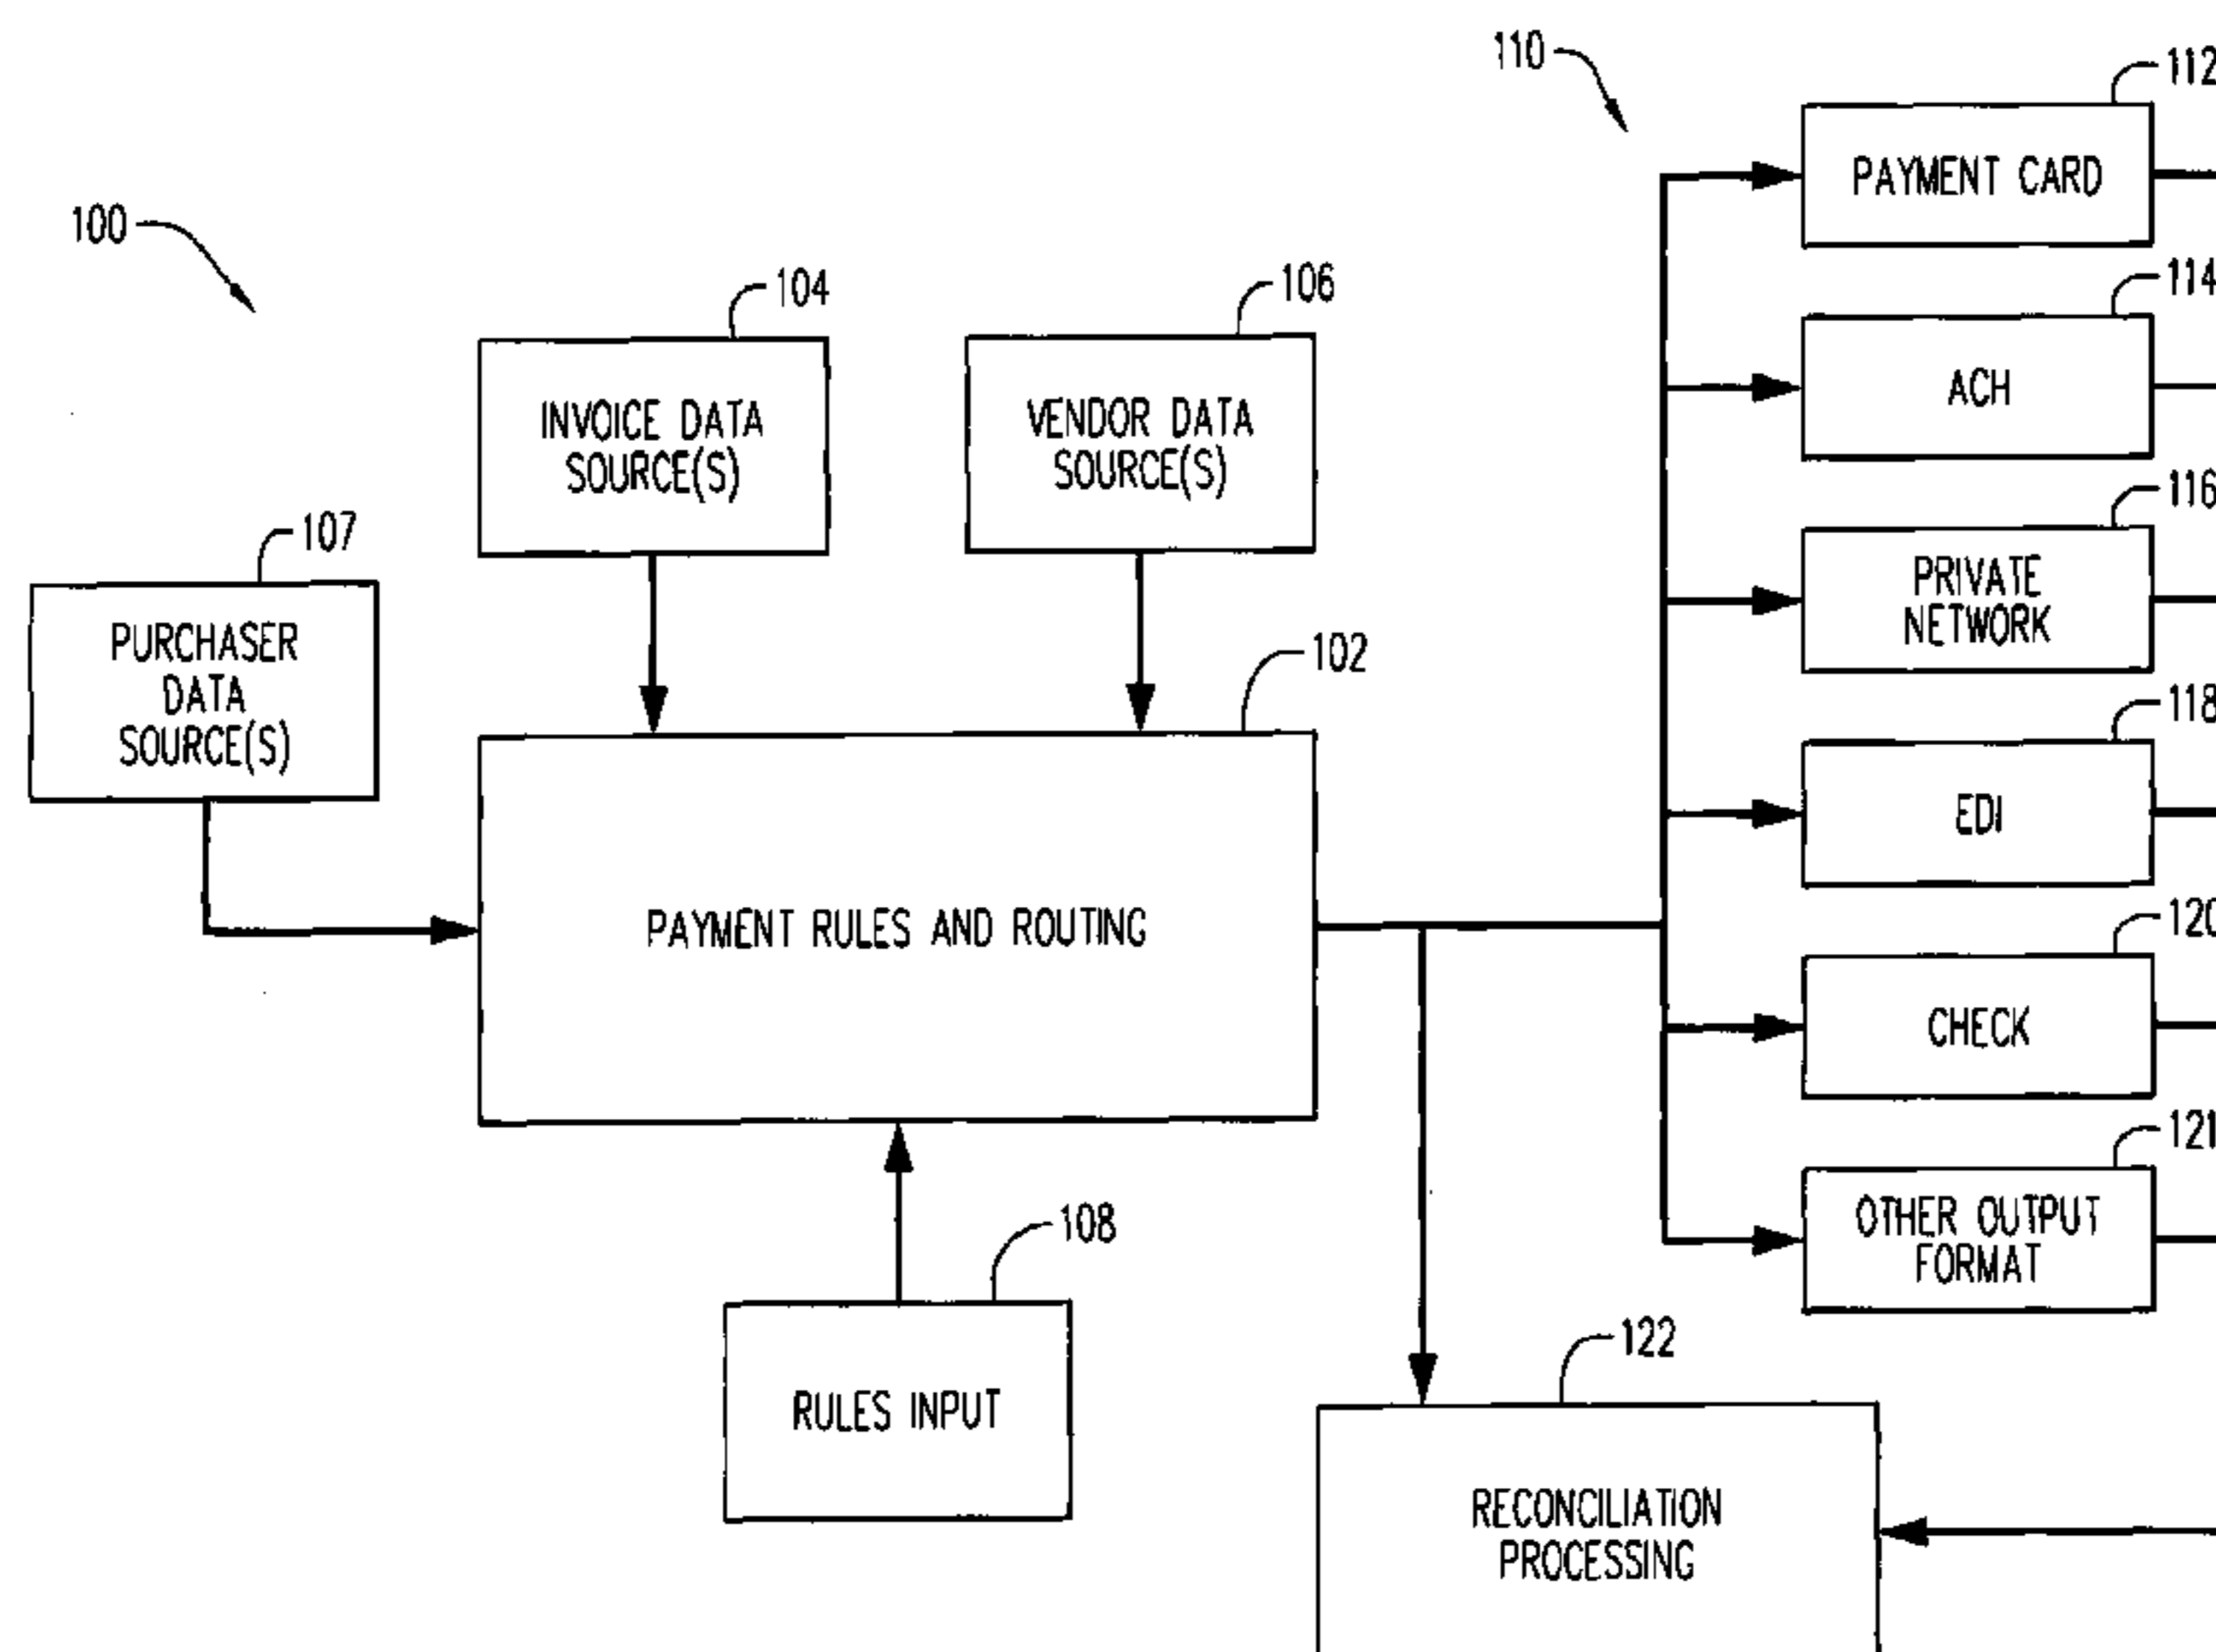 110
112
PAYMENT CARD
100
104
106
114
INVOICE DATA
SOURCE(S)
VENDOR DATA
SOURCE(S)
ACH
107
116
PURCHASER
DATA
SOURCE(S)
PRIVATE
NETWORK
102
118
EDI
PAYMENT RULES AND ROUTING
120
CHECK
121
OTHER OUTPUT
FORMAT
108
RULES INPUT
122
RECONCILIATION
PROCESSING